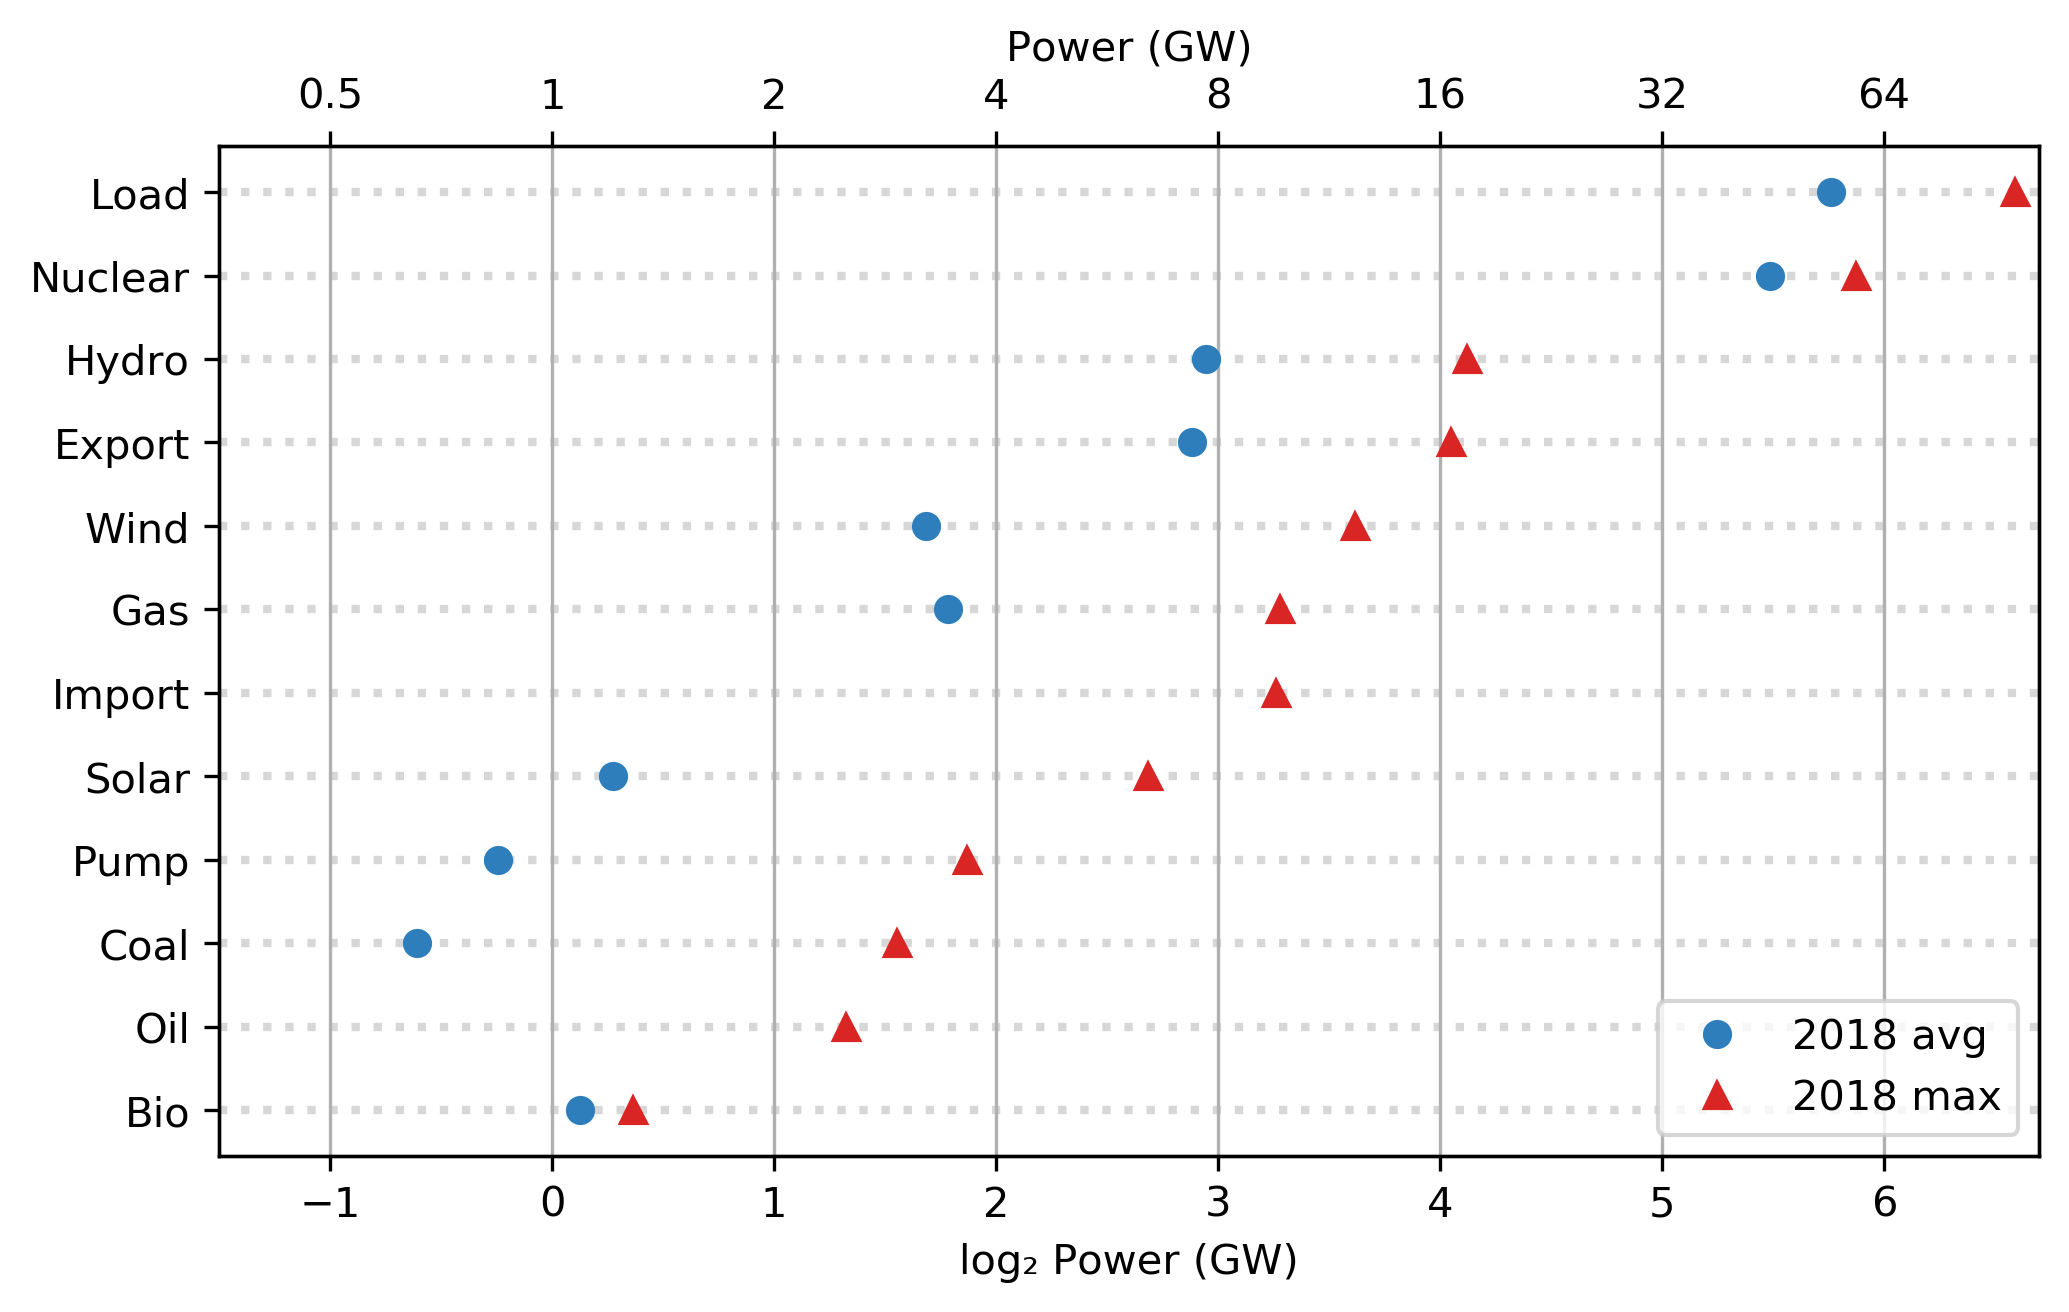 Power (GW)
0.5 1 2 4 8 16 32 64
Load
Nuclear
Hydro
Export
Wind
Gas
Import
Solar
Pump
Coal
Oil
Bio
2018 avg
2018 max
−1 0 1 2 3 4 5 6
log₂ Power (GW)